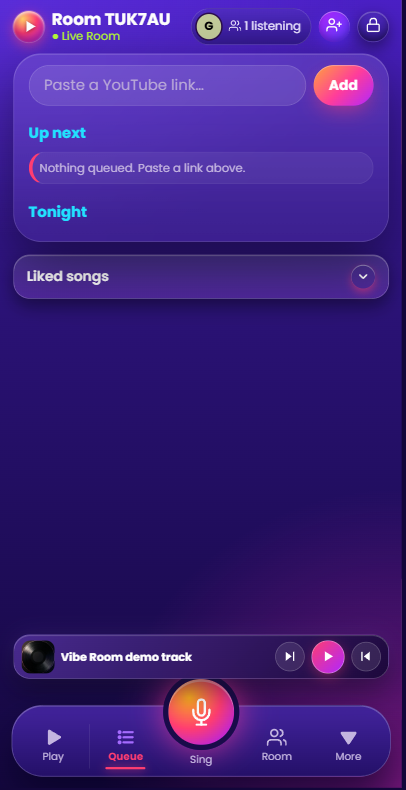 Room TUK7AU
Live Room
G
1 listening
Paste a YouTube link...
Add
Up next
Nothing queued. Paste a link above.
Tonight
Liked songs
Vibe Room demo track
Play
Queue
Sing
Room
More